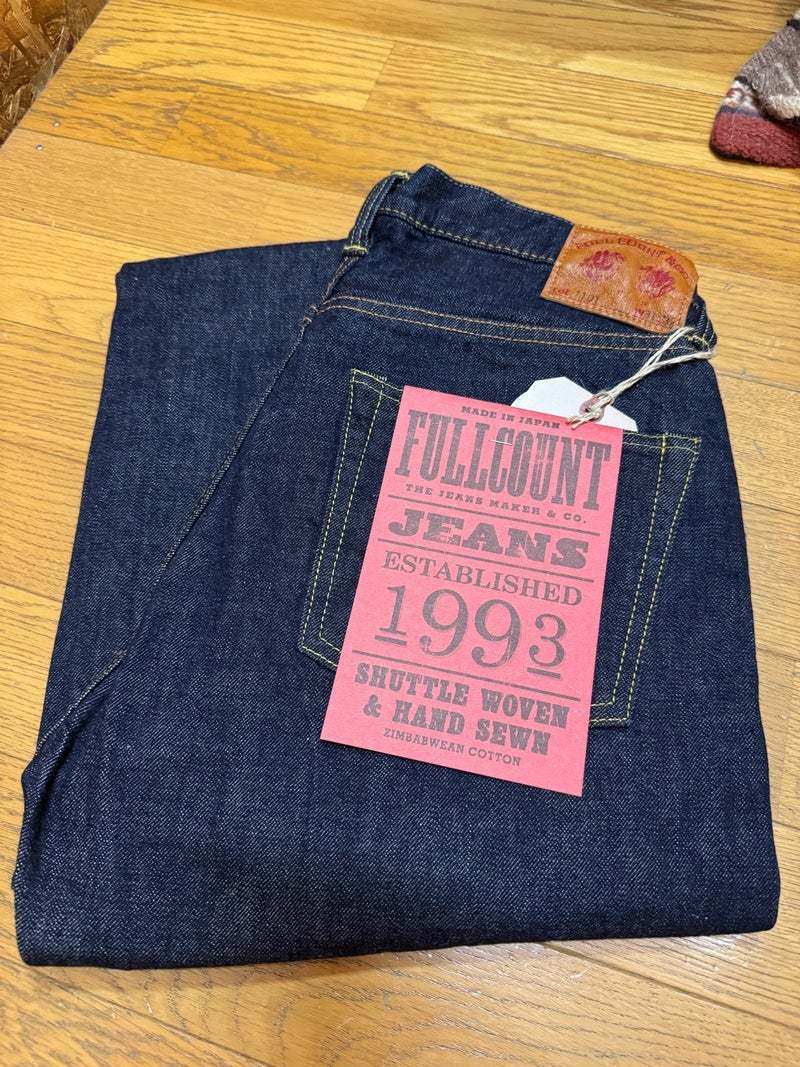 MADE IN JAPAN
FULLCOUNT
THE JEANS MAKER & CO.
JEANS
ESTABLISHED
1993
SHUTTLE WOVEN
& HAND SEWN
ZIMBABWEAN COTTON